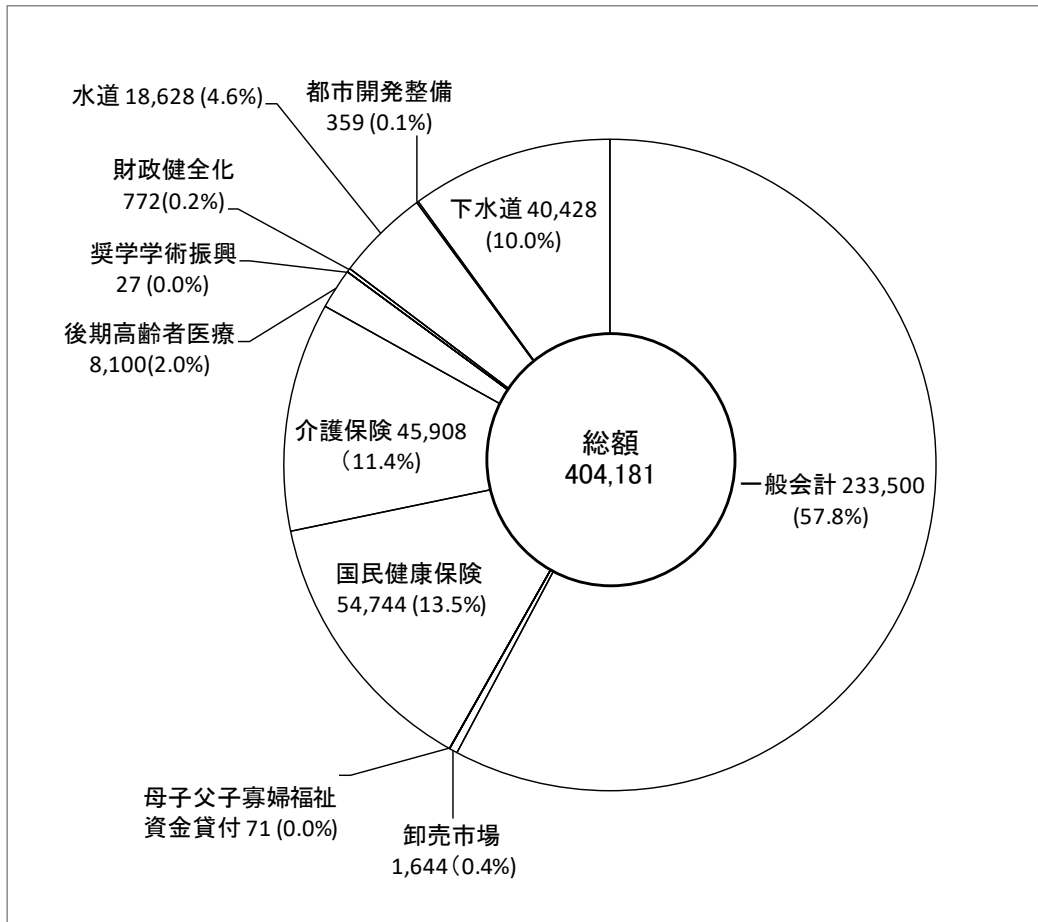 水道 18,628 (4.6%)
都市開発整備
359 (0.1%)
財政健全化
772(0.2%)
奨学学術振興
27 (0.0%)
後期高齢者医療
8,100(2.0%)
下水道 40,428
(10.0%)
介護保険 45,908
（11.4%)
総額
404,181
一般会計 233,500
(57.8%)
国民健康保険
54,744 (13.5%)
母子父子寡婦福祉
資金貸付 71 (0.0%)
卸売市場
1,644（0.4%)